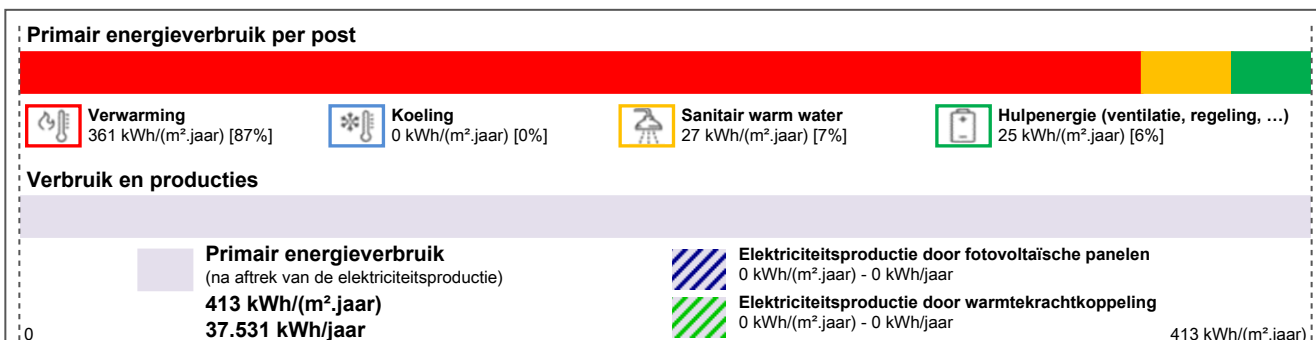 Primair energieverbruik per post
Verwarming
361 kWh/(m².jaar) [87%]
Koeling
0 kWh/(m².jaar) [0%]
Sanitair warm water
27 kWh/(m².jaar) [7%]
Hulpenergie (ventilatie, regeling, …)
25 kWh/(m².jaar) [6%]
Verbruik en producties
Primair energieverbruik
(na aftrek van de elektriciteitsproductie)
413 kWh/(m².jaar)
37.531 kWh/jaar
Elektriciteitsproductie door fotovoltaïsche panelen
0 kWh/(m².jaar) - 0 kWh/jaar
Elektriciteitsproductie door warmtekrachtkoppeling
0 kWh/(m².jaar) - 0 kWh/jaar
0
413 kWh/(m².jaar)